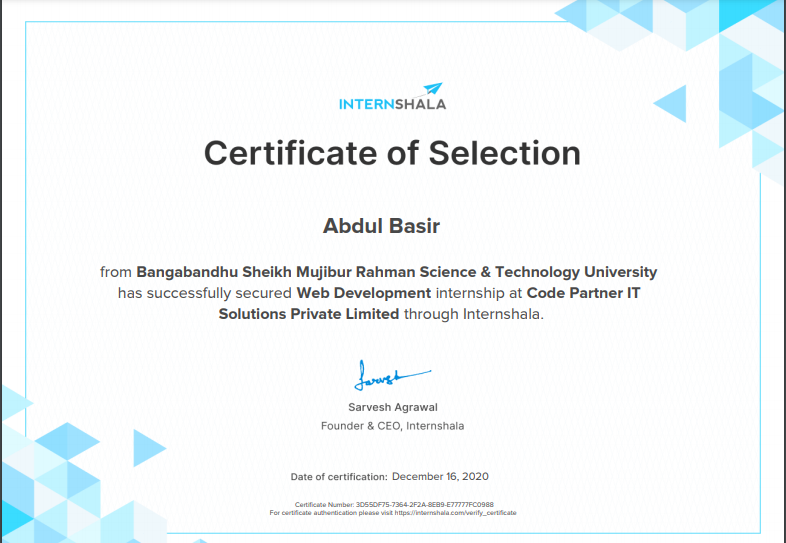 INTERNSHALA
Certificate of Selection
Abdul Basir
from Bangabandhu Sheikh Mujibur Rahman Science & Technology University
has successfully secured Web Development internship at Code Partner IT
Solutions Private Limited through Internshala.
Sarvesh
Sarvesh Agrawal
Founder & CEO, Internshala
Date of certification: December 16, 2020
Certificate Number: 3D55DF75-7364-2F2A-8EB9-E77777FC0988
For certificate authentication please visit https://internshala.com/verify_certificate